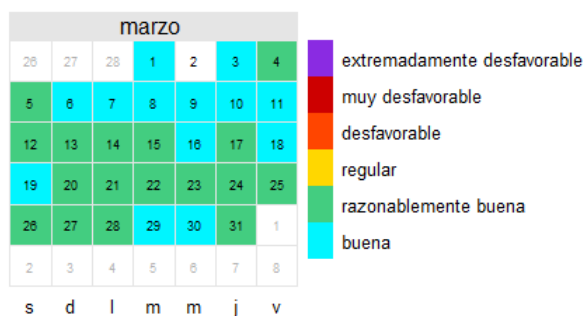 marzo
26 27 28 1 2 3 4
5 6 7 8 9 10 11
12 13 14 15 16 17 18
19 20 21 22 23 24 25
26 27 28 29 30 31 1
2 3 4 5 6 7 8
s d l m m j v
extremadamente desfavorable
muy desfavorable
desfavorable
regular
razonablemente buena
buena